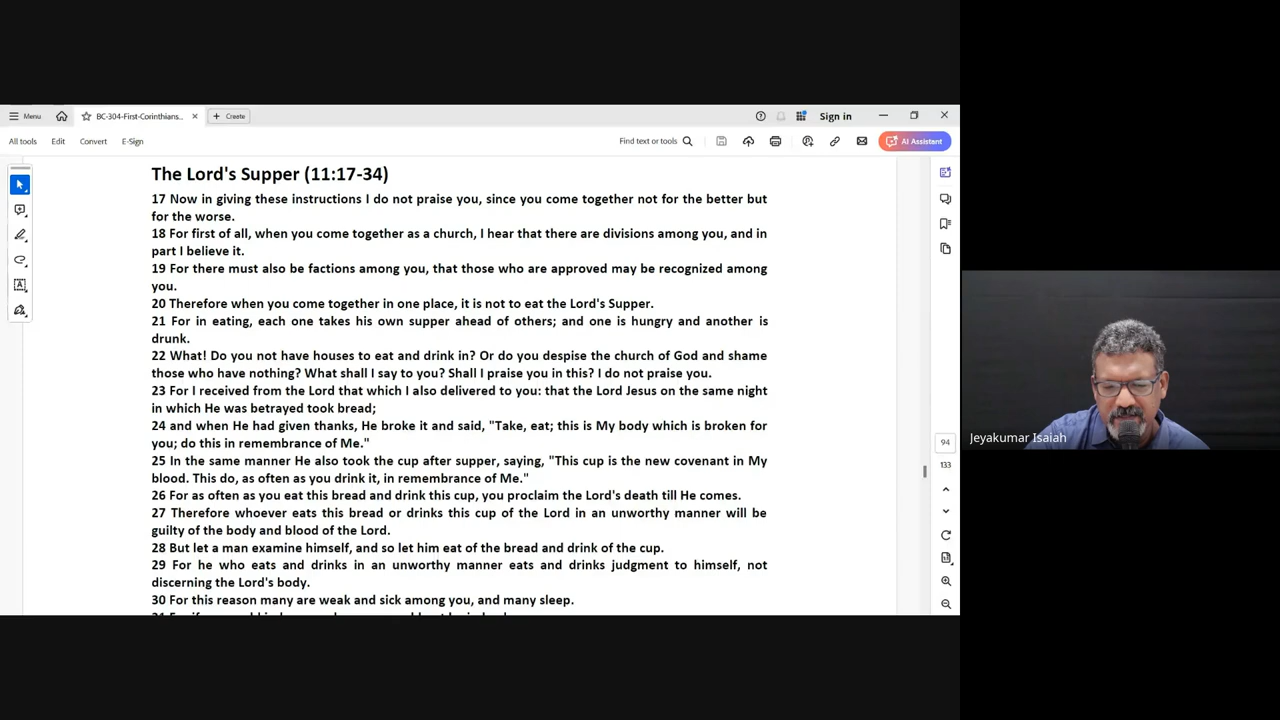 Menu
BC-304-First-Corinthians...
Create
Sign in
All tools
Edit
Convert
E-Sign
Find text or tools
AI Assistant
The Lord's Supper (11:17-34)
17 Now in giving these instructions I do not praise you, since you come together not for the better but
for the worse.
18 For first of all, when you come together as a church, I hear that there are divisions among you, and in
part I believe it.
19 For there must also be factions among you, that those who are approved may be recognized among
you.
20 Therefore when you come together in one place, it is not to eat the Lord's Supper.
21 For in eating, each one takes his own supper ahead of others; and one is hungry and another is
drunk.
22 What! Do you not have houses to eat and drink in? Or do you despise the church of God and shame
those who have nothing? What shall I say to you? Shall I praise you in this? I do not praise you.
23 For I received from the Lord that which I also delivered to you: that the Lord Jesus on the same night
in which He was betrayed took bread;
24 and when He had given thanks, He broke it and said, "Take, eat; this is My body which is broken for
you; do this in remembrance of Me."
25 In the same manner He also took the cup after supper, saying, "This cup is the new covenant in My
blood. This do, as often as you drink it, in remembrance of Me."
26 For as often as you eat this bread and drink this cup, you proclaim the Lord's death till He comes.
27 Therefore whoever eats this bread or drinks this cup of the Lord in an unworthy manner will be
guilty of the body and blood of the Lord.
28 But let a man examine himself, and so let him eat of the bread and drink of the cup.
29 For he who eats and drinks in an unworthy manner eats and drinks judgment to himself, not
discerning the Lord's body.
30 For this reason many are weak and sick among you, and many sleep.
94
133
Jeyakumar Isaiah